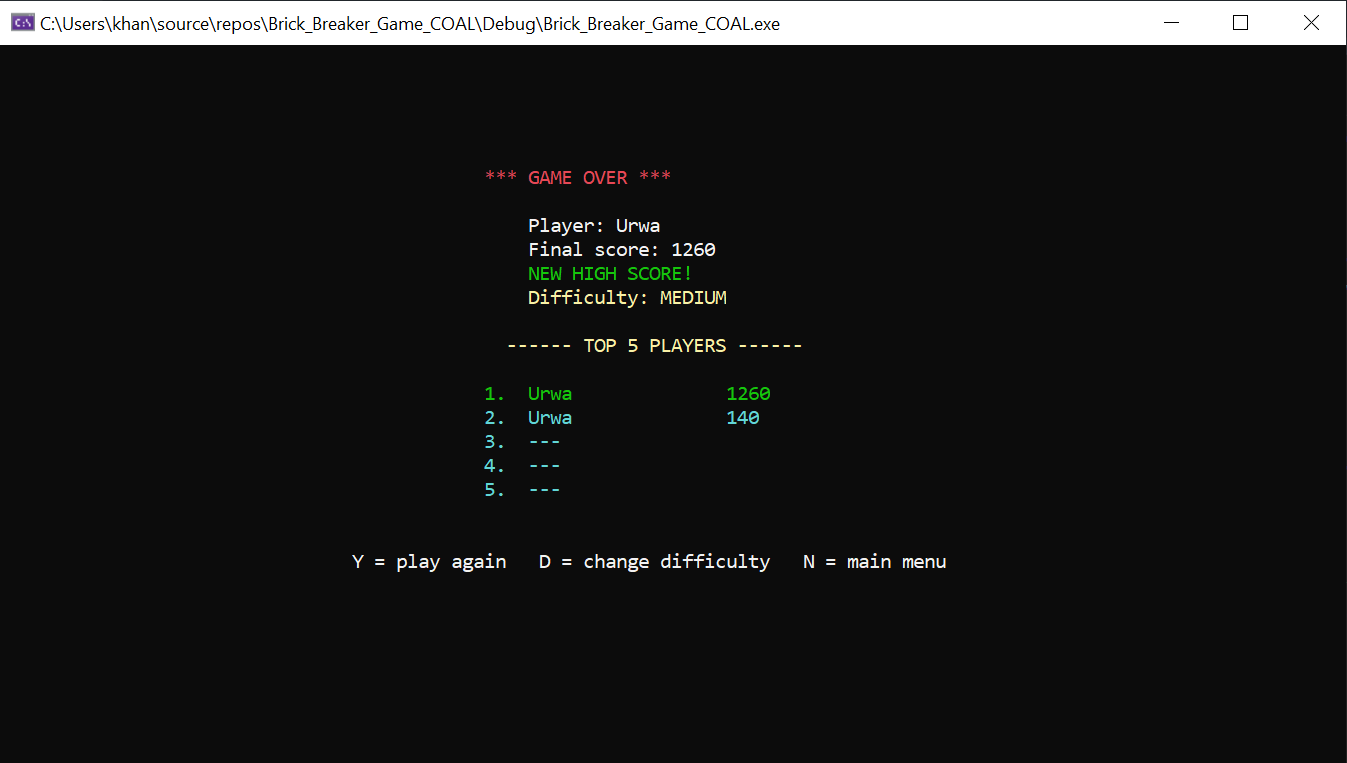 C:\Users\khan\source\repos\Brick_Breaker_Game_COAL\Debug\Brick_Breaker_Game_COAL.exe
*** GAME OVER ***
Player: Urwa
Final score: 1260
NEW HIGH SCORE!
Difficulty: MEDIUM
------ TOP 5 PLAYERS ------
1. Urwa 1260
2. Urwa 140
3. ---
4. ---
5. ---
Y = play again D = change difficulty N = main menu